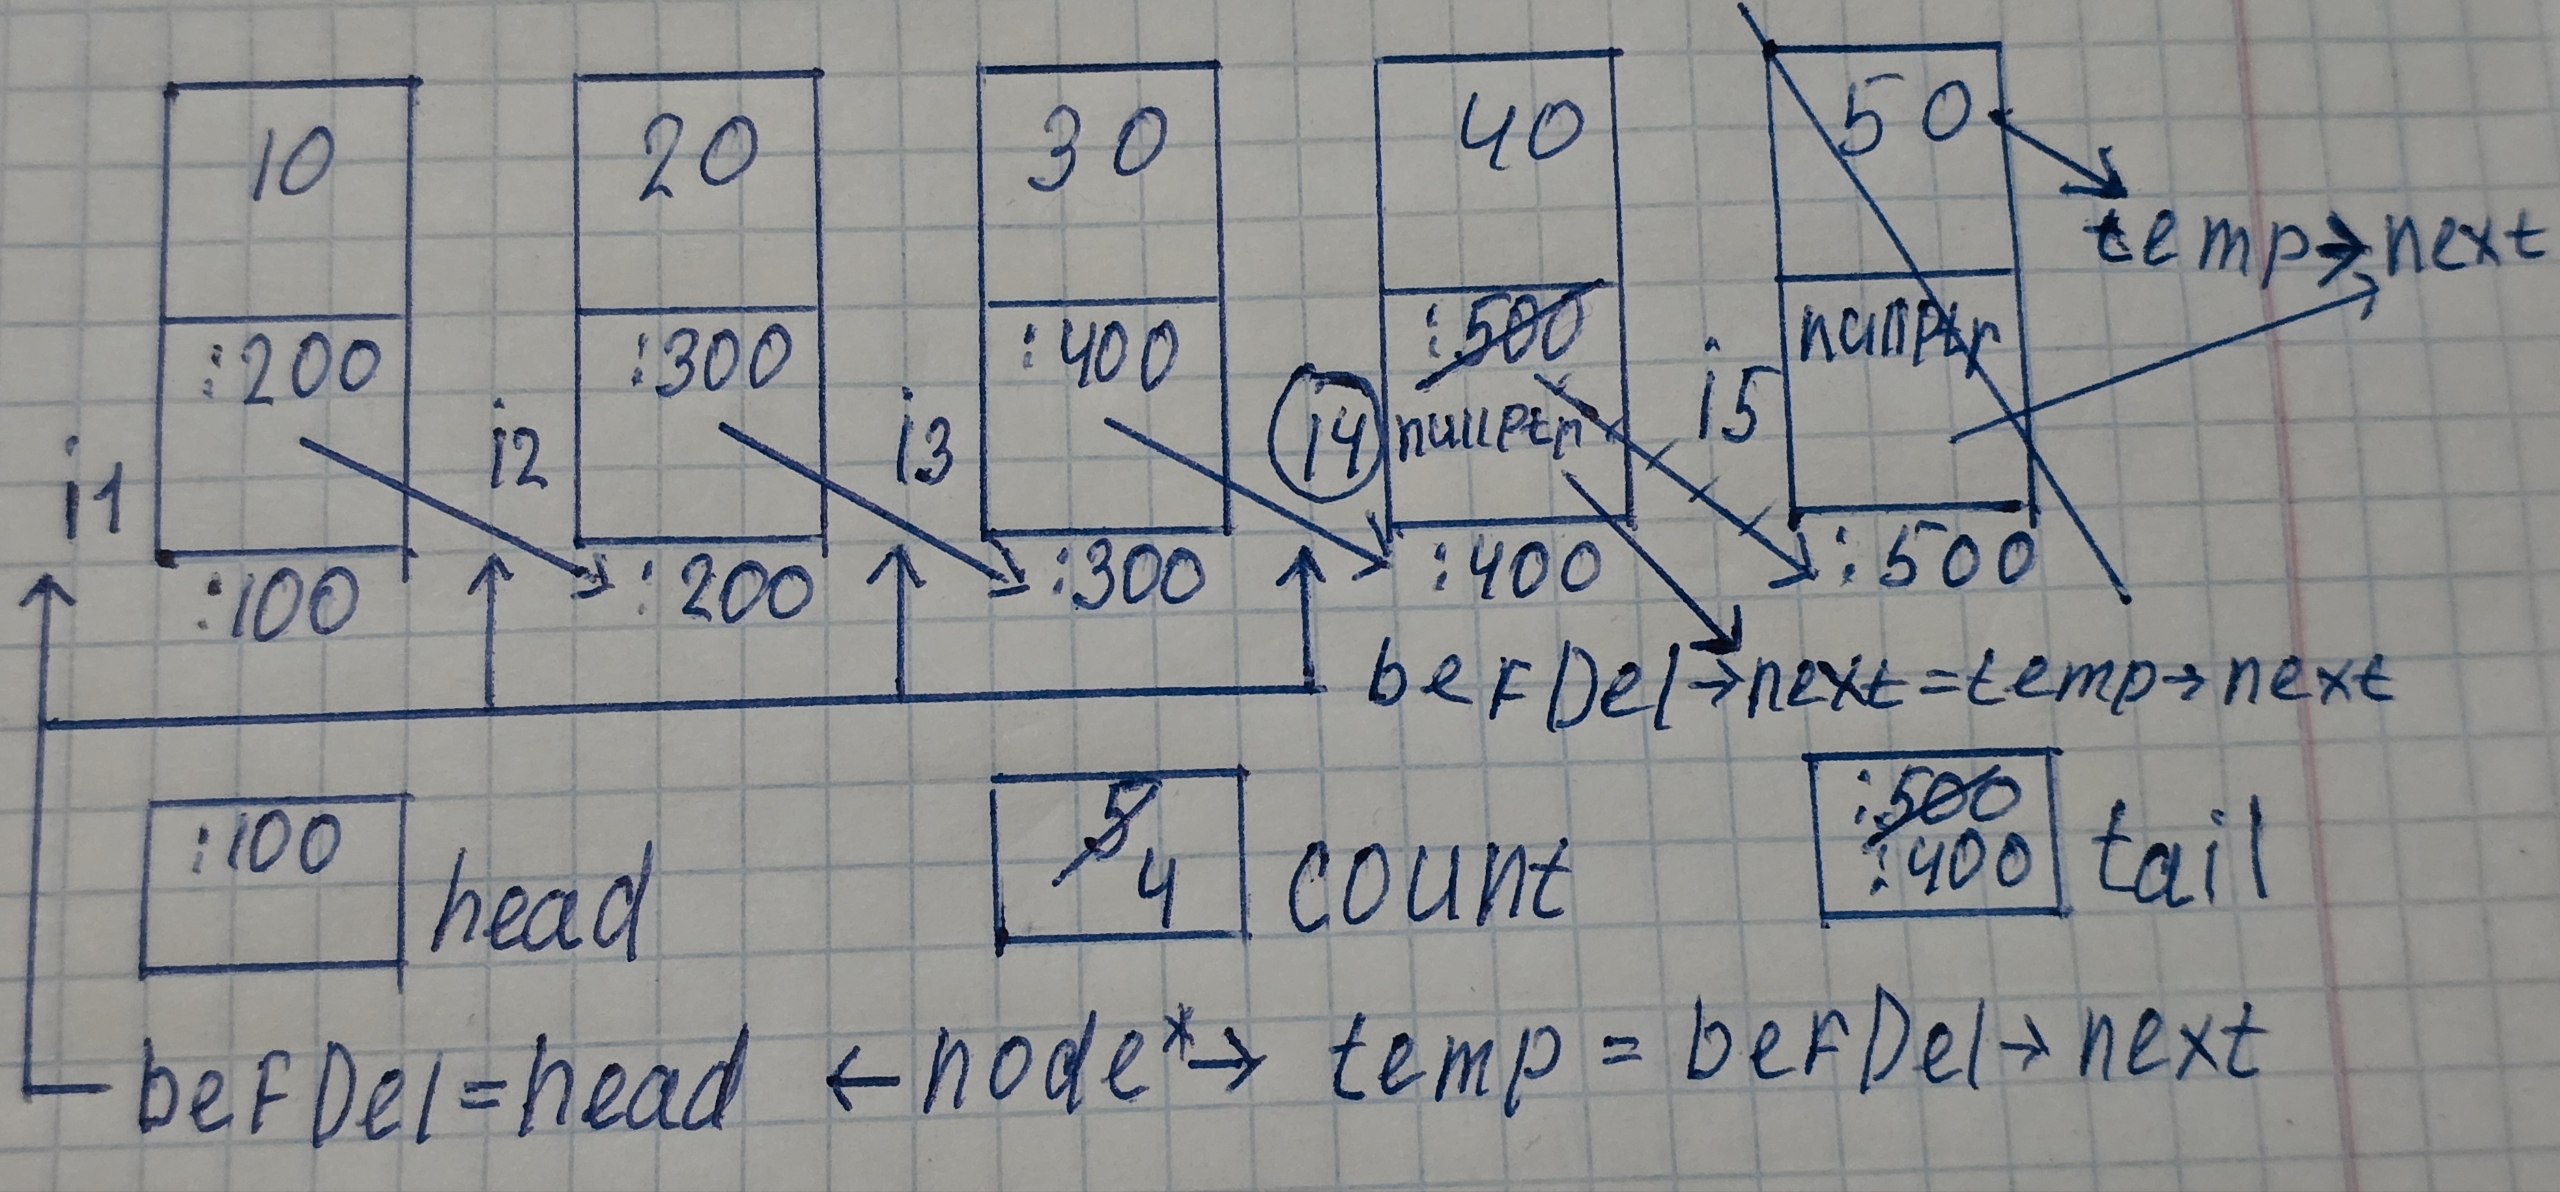 10 20 30 40 50
temp→next
:200 :300 :400 :500 nullptr
i1 i2 i3 i4 nullptr i5
:100 :200 :300 :400 :500
befDel→next=temp→next
:100 head
5 4 count
:500 :400 tail
befDel=head ←node*→ temp = befDel→next